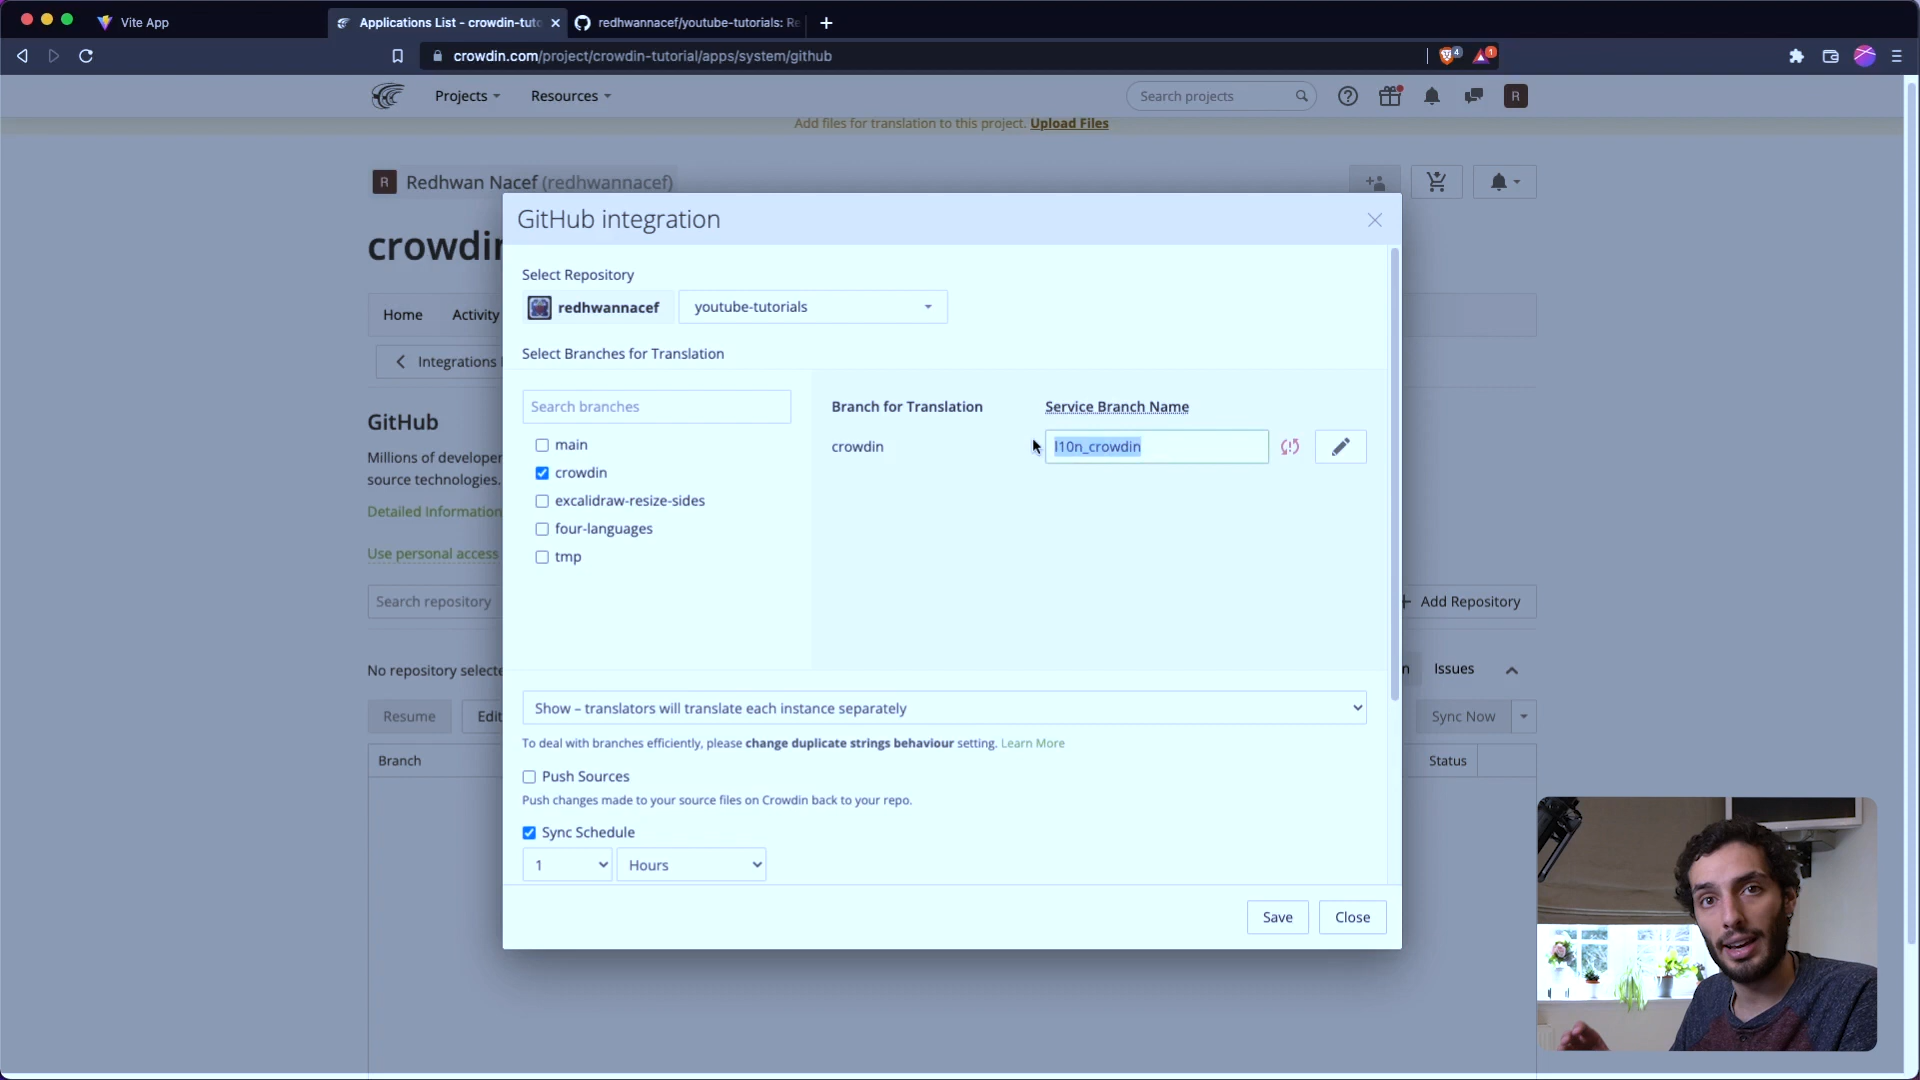 Vite App
Applications List - crowdin-tuto
redhwannacef/youtube-tutorials: Re
crowdin.com/project/crowdin-tutorial/apps/system/github
4
1
Projects
Resources
Search projects
R
Add files for translation to this project. Upload Files
R Redhwan Nacef (redhwannacef)
GitHub integration
crowdin
Select Repository
redhwannacef
youtube-tutorials
Home
Activity
Select Branches for Translation
Integrations
Search branches
Branch for Translation
Service Branch Name
GitHub
main
crowdin
l10n_crowdin
Millions of developer
crowdin
source technologies.
excalidraw-resize-sides
Detailed Information
four-languages
Use personal access
tmp
Search repository
Add Repository
No repository selecte
n
Issues
Show – translators will translate each instance separately
Resume
Edit
Sync Now
To deal with branches efficiently, please change duplicate strings behaviour setting. Learn More
Branch
Status
Push Sources
Push changes made to your source files on Crowdin back to your repo.
Sync Schedule
1
Hours
Save
Close